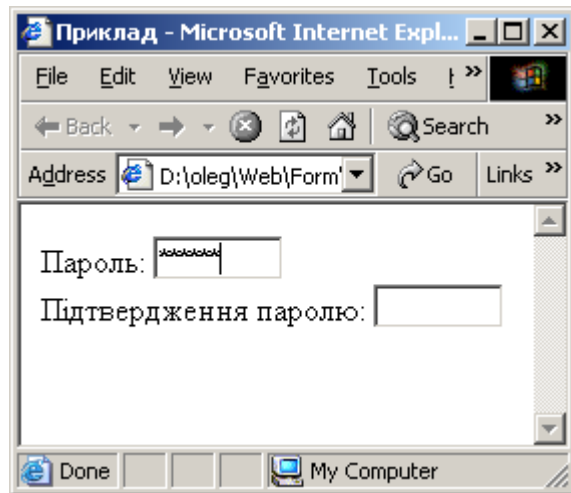 Приклад - Microsoft Internet Expl...
File Edit View Favorites Tools »
Back Search »
Address D:\oleg\Web\Form Go Links »
Пароль: *******
Підтвердження паролю:
Done My Computer